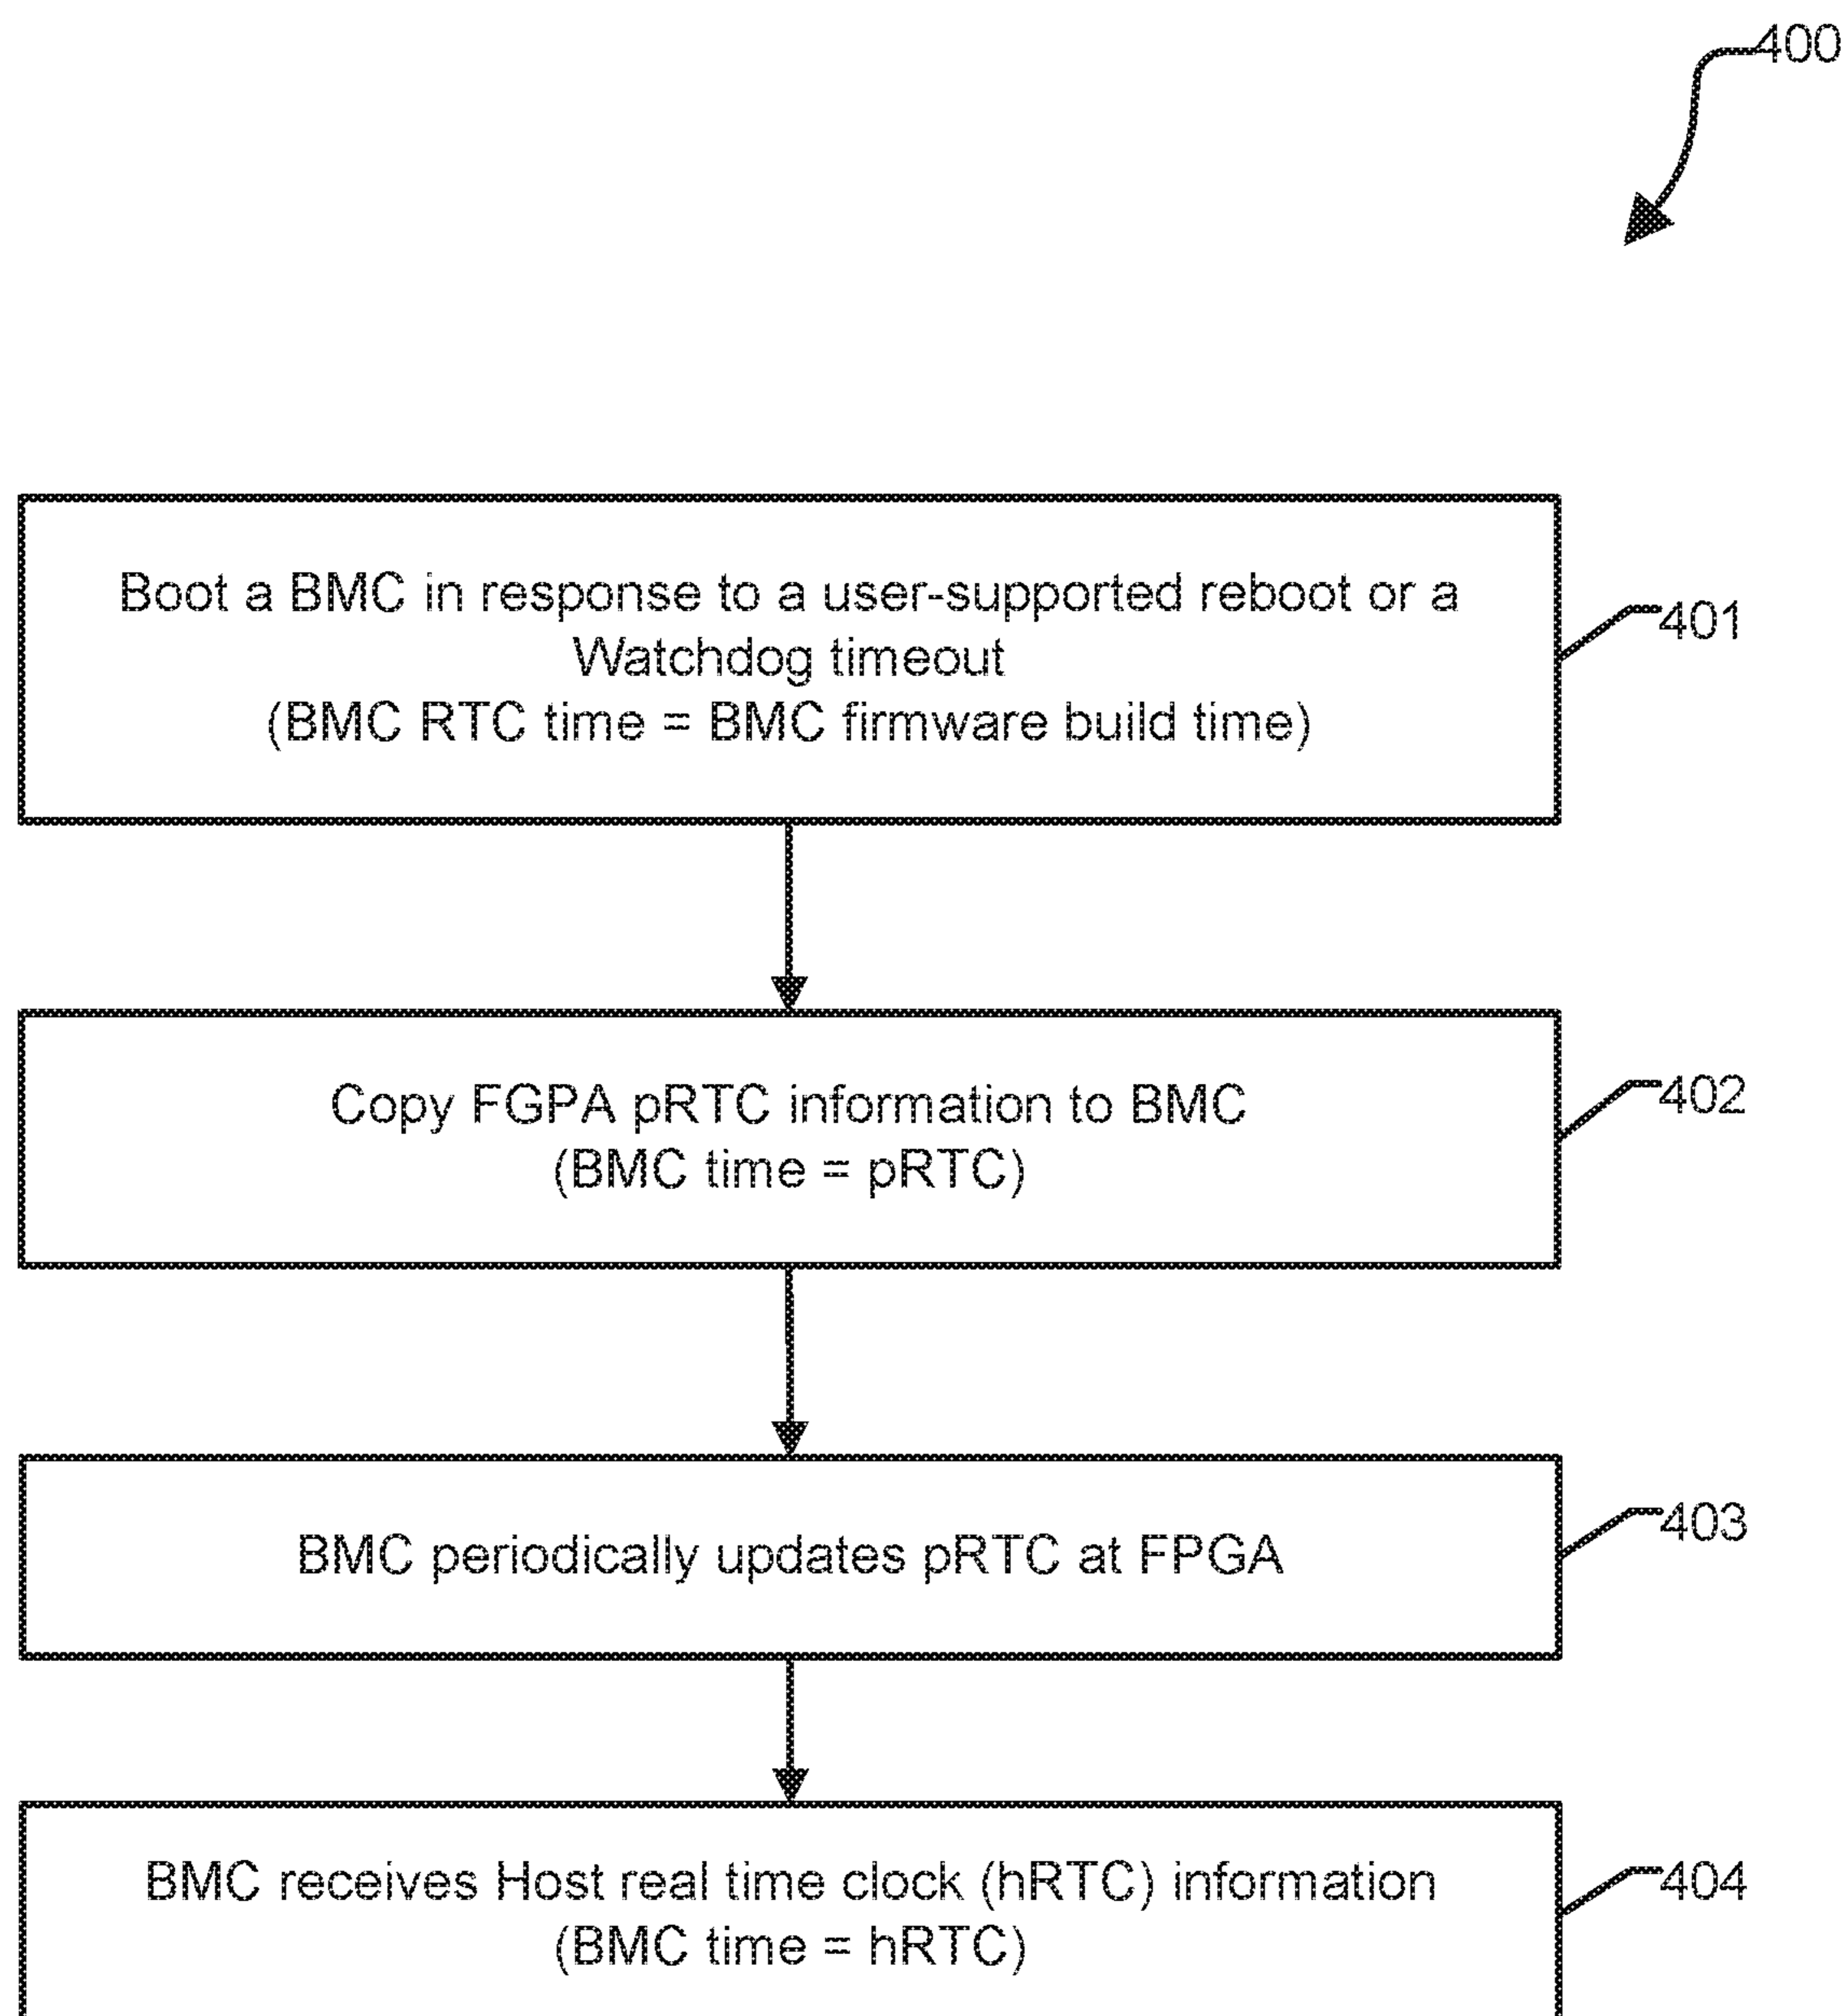 400
Boot a BMC in response to a user-supported reboot or a
Watchdog timeout
(BMC RTC time = BMC firmware build time)
401
Copy FGPA pRTC information to BMC
(BMC time = pRTC)
402
BMC periodically updates pRTC at FPGA
403
BMC receives Host real time clock (hRTC) information
(BMC time = hRTC)
404